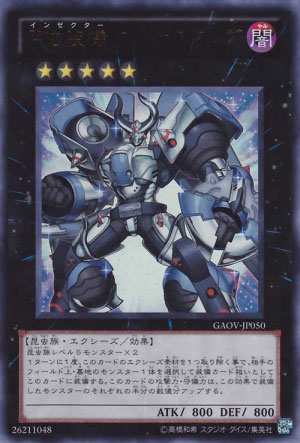 インゼクター
闇
GAOV-JP050
【昆虫族・エクシーズ/効果】
昆虫族レベル5モンスター×2
1ターンに1度、このカードのエクシーズ素材を1つ取り除く事で、相手の
フィールド上・墓地のモンスター1体を選択して装備カード扱いとして
このカードに装備する。このカードの攻撃力・守備力は、この効果で装備
したモンスターのそれぞれの半分の数値分アップする。
ATK/ 800 DEF/ 800
26211048
©高橋和希 スタジオ・ダイス/集英社